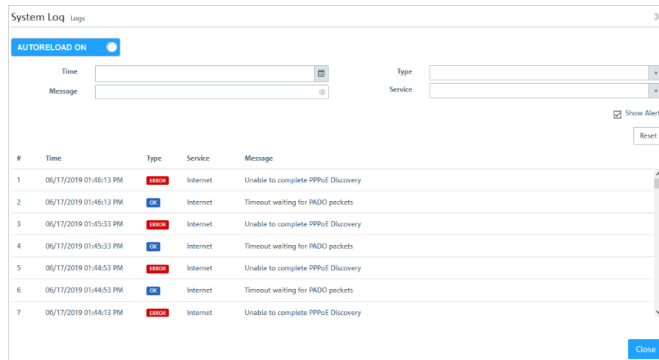 System Log Logs
AUTORELOAD ON
Time Type
Message Service
Show Alert
Reset
# Time Type Service Message
1 06/17/2019 01:46:13 PM ERROR Internet Unable to complete PPPoE Discovery
2 06/17/2019 01:46:13 PM OK Internet Timeout waiting for PADO packets
3 06/17/2019 01:45:33 PM ERROR Internet Unable to complete PPPoE Discovery
4 06/17/2019 01:45:33 PM OK Internet Timeout waiting for PADO packets
5 06/17/2019 01:44:53 PM ERROR Internet Unable to complete PPPoE Discovery
6 06/17/2019 01:44:53 PM OK Internet Timeout waiting for PADO packets
7 06/17/2019 01:44:13 PM ERROR Internet Unable to complete PPPoE Discovery
Close